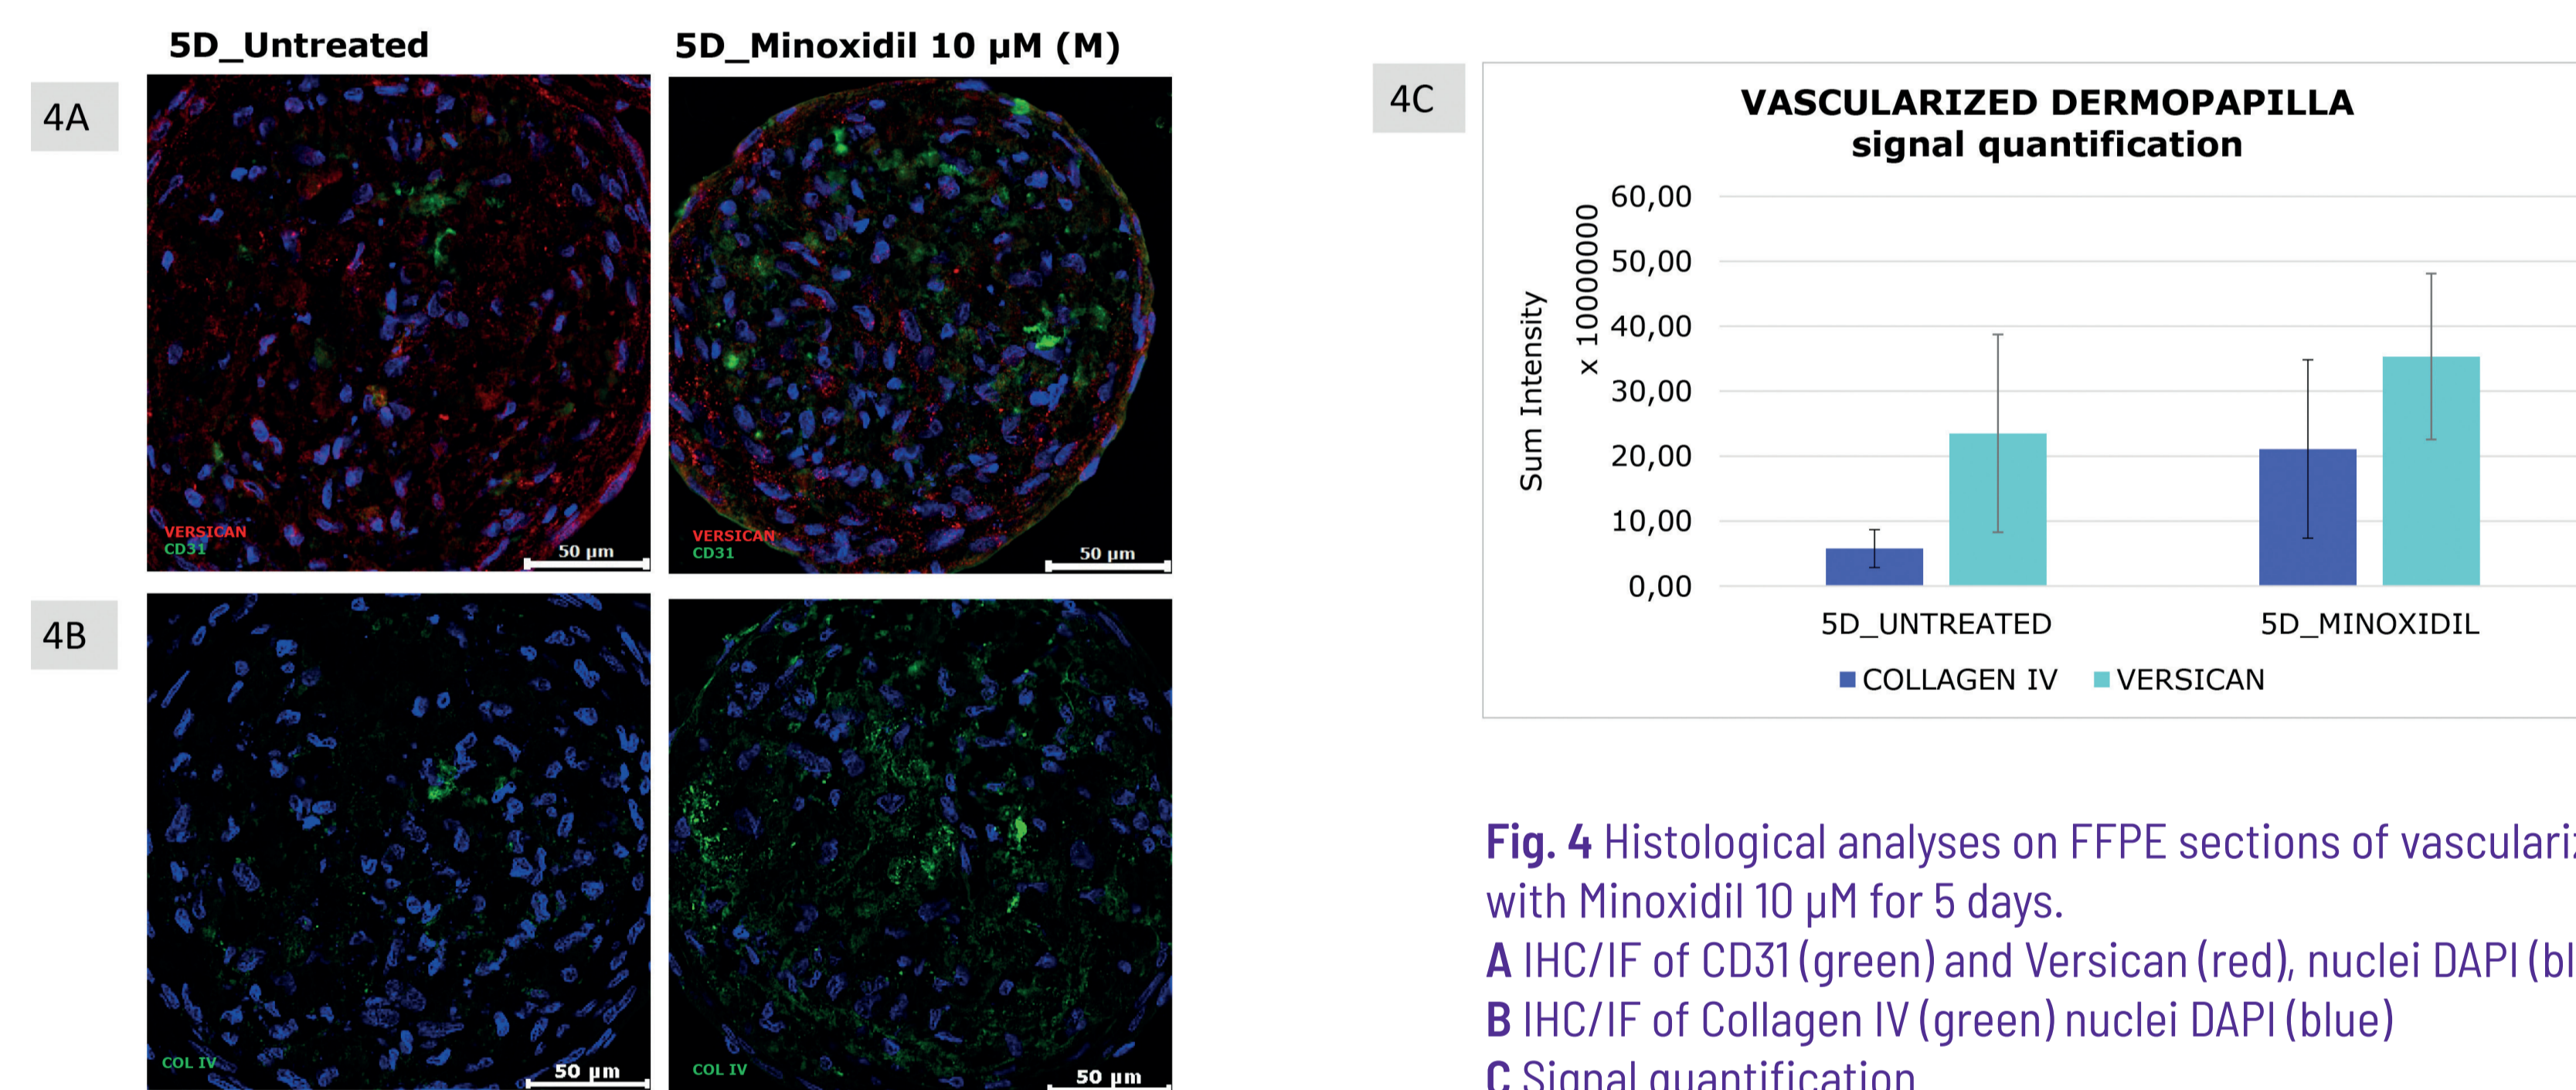 5D_Untreated
5D_Minoxidil 10 µM (M)
4A
VERSICAN
CD31
50 µm
VERSICAN
CD31
50 µm
4B
COL IV
50 µm
COL IV
50 µm
4C
VASCULARIZED DERMOPAPILLA
signal quantification
Sum Intensity
x 100000000
60,00
50,00
40,00
30,00
20,00
10,00
0,00
5D_UNTREATED
5D_MINOXIDIL
COLLAGEN IV
VERSICAN
Fig. 4 Histological analyses on FFPE sections of
with Minoxidil 10 µM for 5 days.
A IHC/IF of CD31 (green) and Versican (red), nuclei DAPI
B IHC/IF of Collagen IV (green) nuclei DAPI (blue)
C Signal quantification